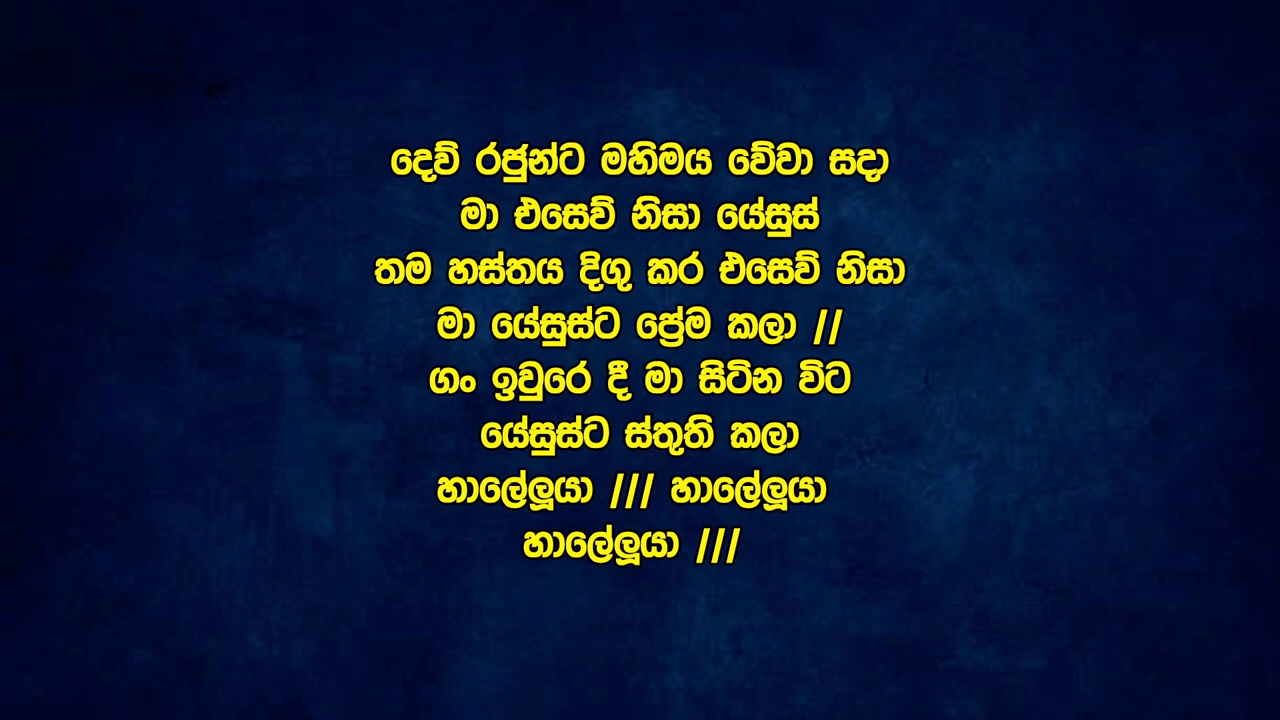 දෙව් රජුන්ට මහිමය වේවා සදා
මා එසෙව් නිසා යේසුස්
තම හස්තය දිගු කර එසෙව් නිසා
මා යේසුස්ට ප්‍රේම කලා //
ගං ඉවුරෙ දී මා සිටින විට
යේසුස්ට ස්තුති කලා
හාලේලූයා /// හාලේලූයා
හාලේලූයා ///